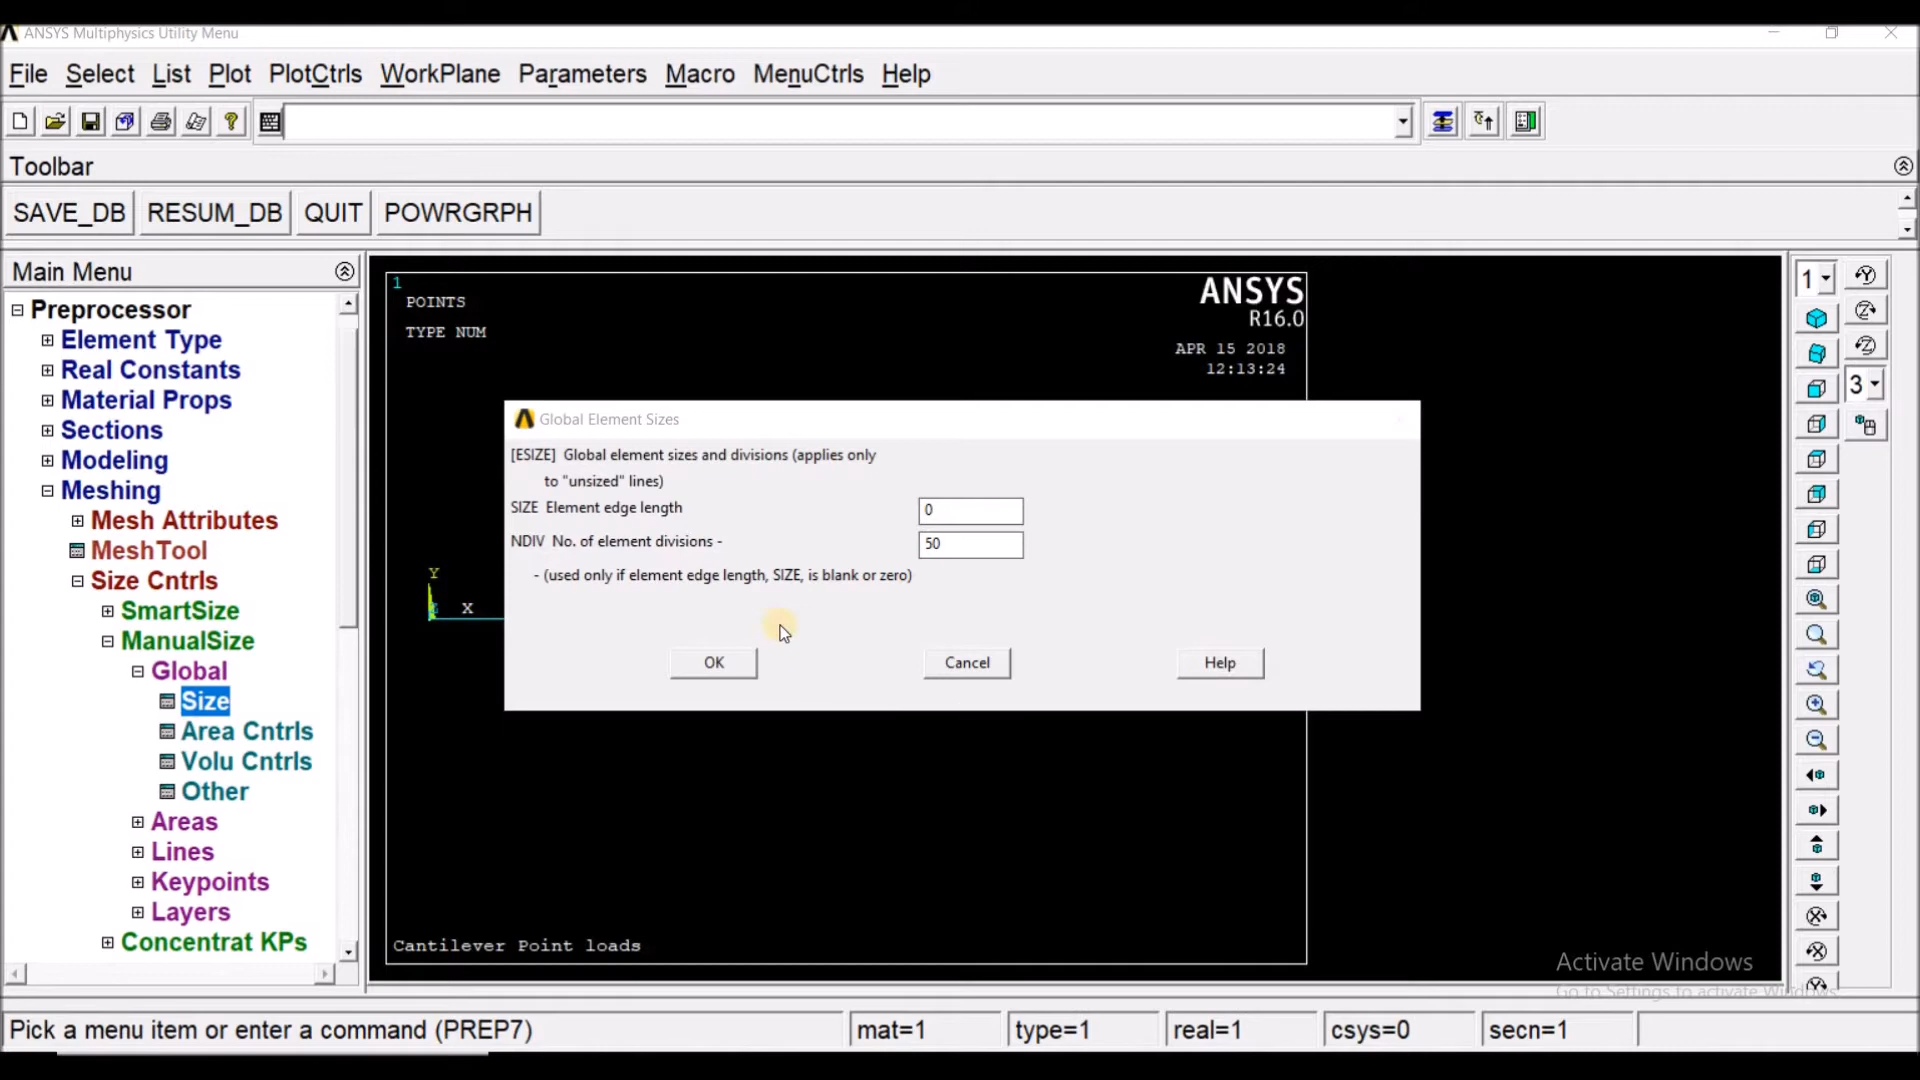 ANSYS Multiphysics Utility Menu
File Select List Plot PlotCtrls WorkPlane Parameters Macro MenuCtrls Help
Toolbar
SAVE_DB RESUM_DB QUIT POWRGRPH
Main Menu
Preprocessor
Element Type
Real Constants
Material Props
Sections
Modeling
Meshing
Mesh Attributes
MeshTool
Size Cntrls
SmartSize
ManualSize
Global
Size
Area Cntrls
Volu Cntrls
Other
Areas
Lines
Keypoints
Layers
Concentrat KPs
1
POINTS
TYPE NUM
ANSYS
R16.0
APR 15 2018
12:13:24
Y
X
Global Element Sizes
[ESIZE] Global element sizes and divisions (applies only
to "unsized" lines)
SIZE Element edge length 0
NDIV No. of element divisions - 50
- (used only if element edge length, SIZE, is blank or zero)
OK Cancel Help
Cantilever Point loads
1
3
Activate Windows
Go to Settings to activate Windows.
Pick a menu item or enter a command (PREP7) mat=1 type=1 real=1 csys=0 secn=1